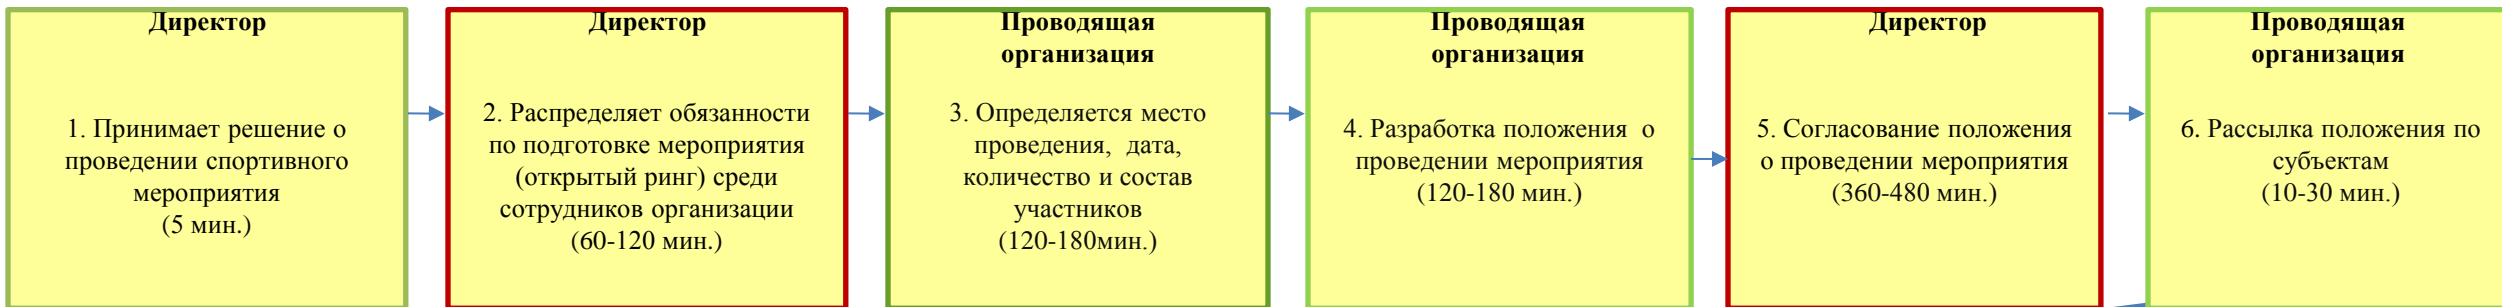 Директор
1. Принимает решение о
проведении спортивного
мероприятия
(5 мин.)
Директор
2. Распределяет обязанности
по подготовке мероприятия
(открытый ринг) среди
сотрудников организации
(60-120 мин.)
Проводящая
организация
3. Определяется место
проведения, дата,
количество и состав
участников
(120-180мин.)
Проводящая
организация
4. Разработка положения о
проведении мероприятия
(120-180 мин.)
Директор
5. Согласование положения
о проведении мероприятия
(360-480 мин.)
Проводящая
организация
6. Рассылка положения по
субъектам
(10-30 мин.)